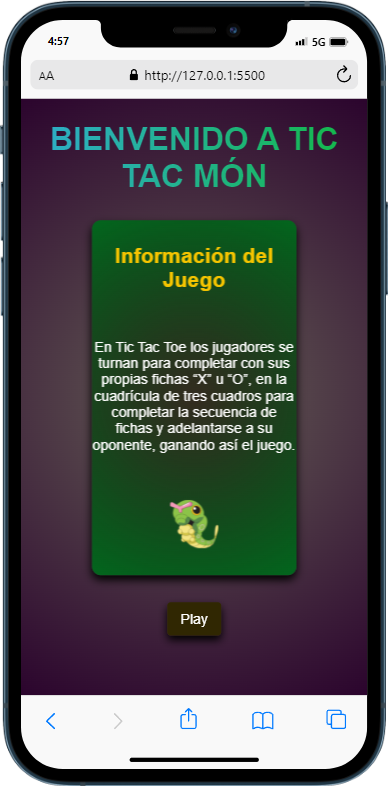 4:57
5G
AA
http://127.0.0.1:5500
BIENVENIDO A TIC
TAC MÓN
Información del
Juego
En Tic Tac Toe los jugadores se
turnan para completar con sus
propias fichas “X” u “O”, en la
cuadrícula de tres cuadros para
completar la secuencia de
fichas y adelantarse a su
oponente, ganando así el juego.
Play